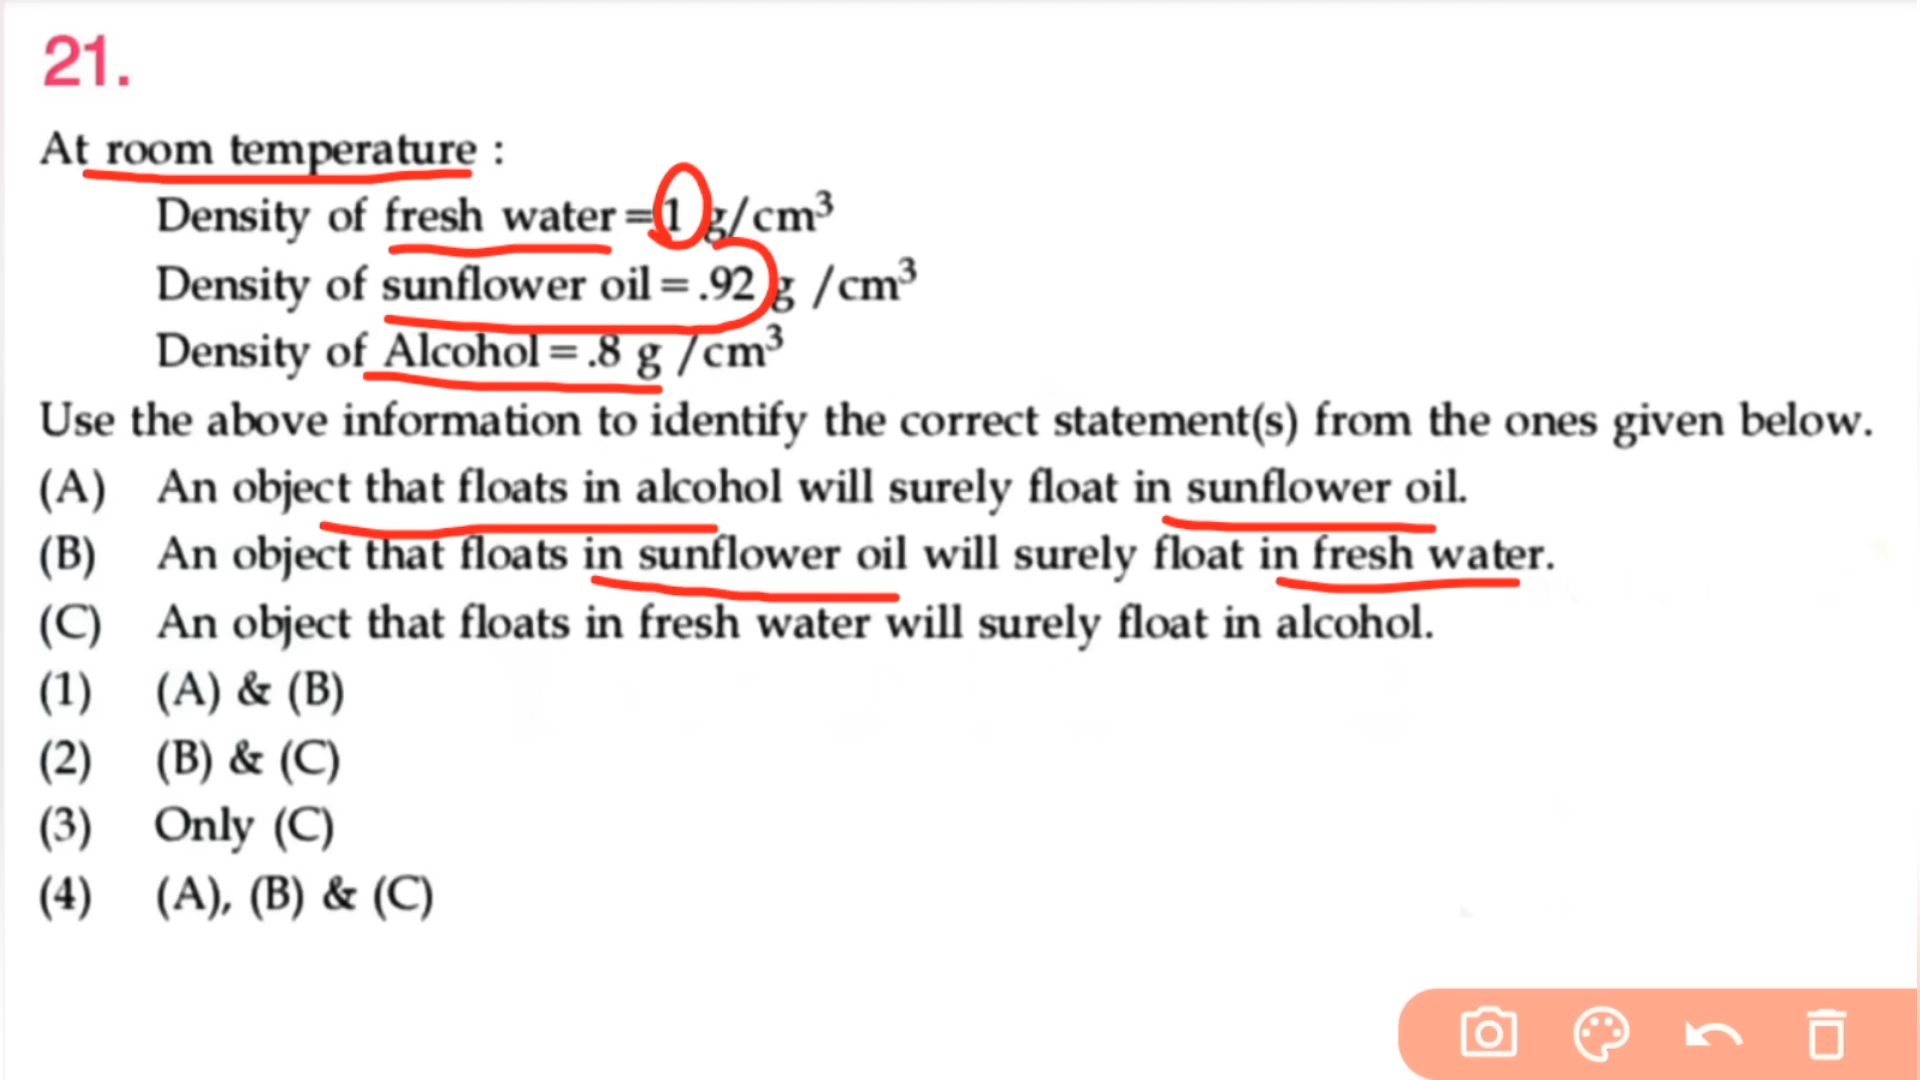 21.
At room temperature :
Density of fresh water = 1 g/cm³
Density of sunflower oil = .92 g /cm³
Density of Alcohol = .8 g /cm³
Use the above information to identify the correct statement(s) from the ones given below.
(A) An object that floats in alcohol will surely float in sunflower oil.
(B) An object that floats in sunflower oil will surely float in fresh water.
(C) An object that floats in fresh water will surely float in alcohol.
(1) (A) & (B)
(2) (B) & (C)
(3) Only (C)
(4) (A), (B) & (C)